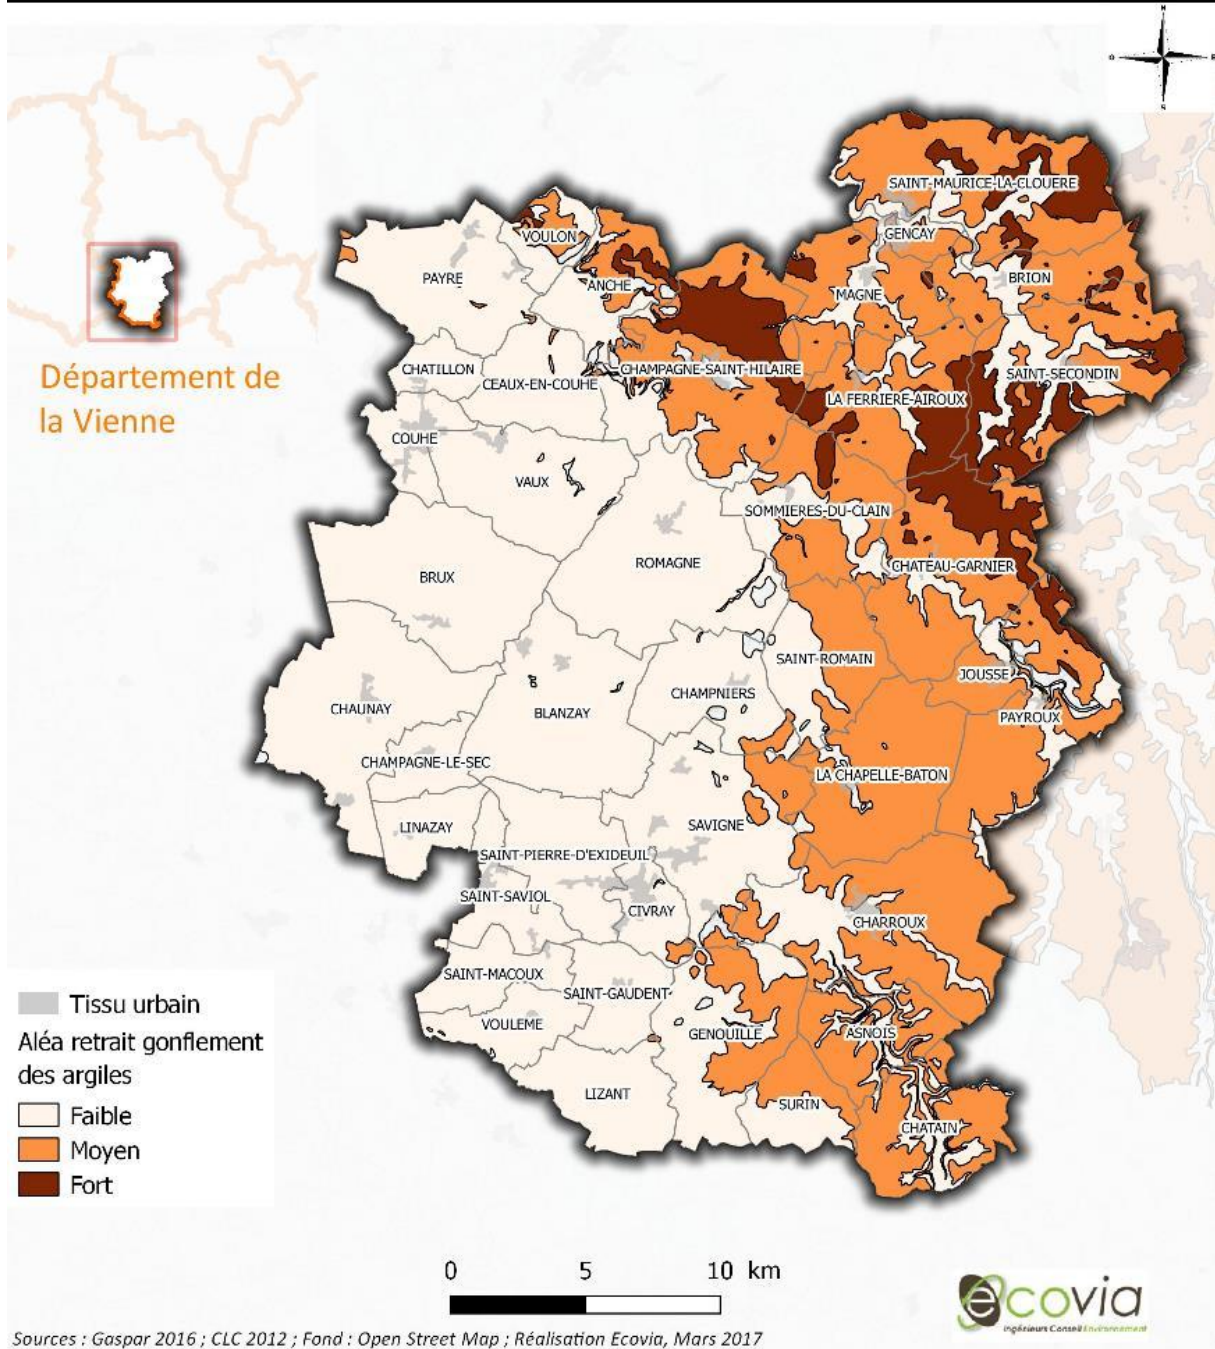 N
O
E
S
SAINT-MAURICE-LA-CLOUERE
GENCAY
VOULON
PAYRE
ANCHE
MAGNE
BRION
CHATILLON
CEAUX-EN-COUHE
CHAMPAGNE-SAINT-HILAIRE
SAINT-SECONDIN
LA FERRIERE-AIROUX
Département de
la Vienne
COUHE
VAUX
SOMMIERES-DU-CLAIN
ROMAGNE
CHATEAU-GARNIER
BRUX
SAINT-ROMAIN
JOUSSE
CHAMPNIERS
CHAUNAY
BLANZAY
PAYROUX
CHAMPAGNE-LE-SEC
LA CHAPELLE-BATON
LINAZAY
SAVIGNE
SAINT-PIERRE-D'EXIDEUIL
SAINT-SAVIOL
CIVRAY
CHARROUX
SAINT-MACOUX
SAINT-GAUDENT
VOULEME
GENOUILLE
ASNOIS
LIZANT
SURIN
CHATAIN
Tissu urbain
Aléa retrait gonflement
des argiles
Faible
Moyen
Fort
0 5 10 km
ecovia
Ingénieurs Conseil Environnement
Sources : Gaspar 2016 ; CLC 2012 ; Fond : Open Street Map ; Réalisation Ecovia, Mars 2017